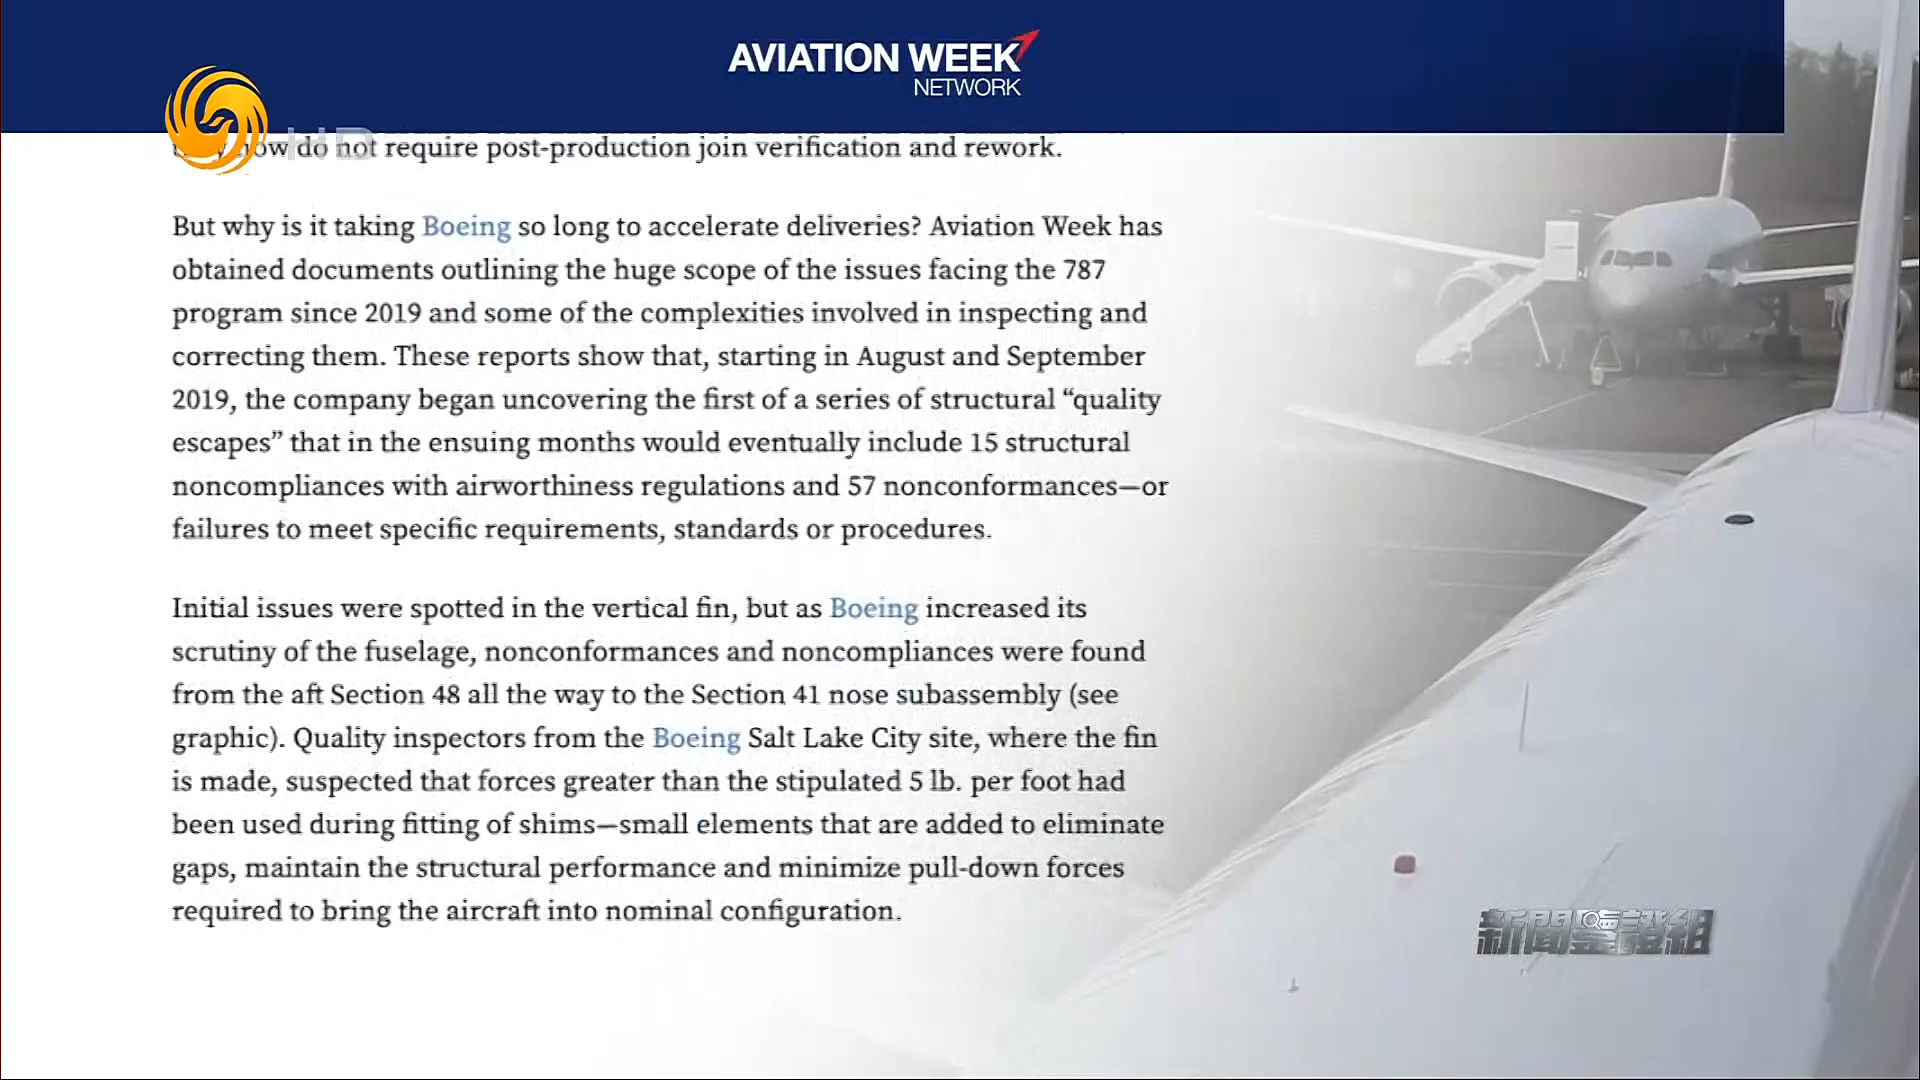 AVIATION WEEK
NETWORK
HD
now do not require post-production join verification and rework.
But why is it taking Boeing so long to accelerate deliveries? Aviation Week has
obtained documents outlining the huge scope of the issues facing the 787
program since 2019 and some of the complexities involved in inspecting and
correcting them. These reports show that, starting in August and September
2019, the company began uncovering the first of a series of structural “quality
escapes” that in the ensuing months would eventually include 15 structural
noncompliances with airworthiness regulations and 57 nonconformances—or
failures to meet specific requirements, standards or procedures.
Initial issues were spotted in the vertical fin, but as Boeing increased its
scrutiny of the fuselage, nonconformances and noncompliances were found
from the aft Section 48 all the way to the Section 41 nose subassembly (see
graphic). Quality inspectors from the Boeing Salt Lake City site, where the fin
is made, suspected that forces greater than the stipulated 5 lb. per foot had
been used during fitting of shims—small elements that are added to eliminate
gaps, maintain the structural performance and minimize pull-down forces
required to bring the aircraft into nominal configuration.
新聞鑒證組